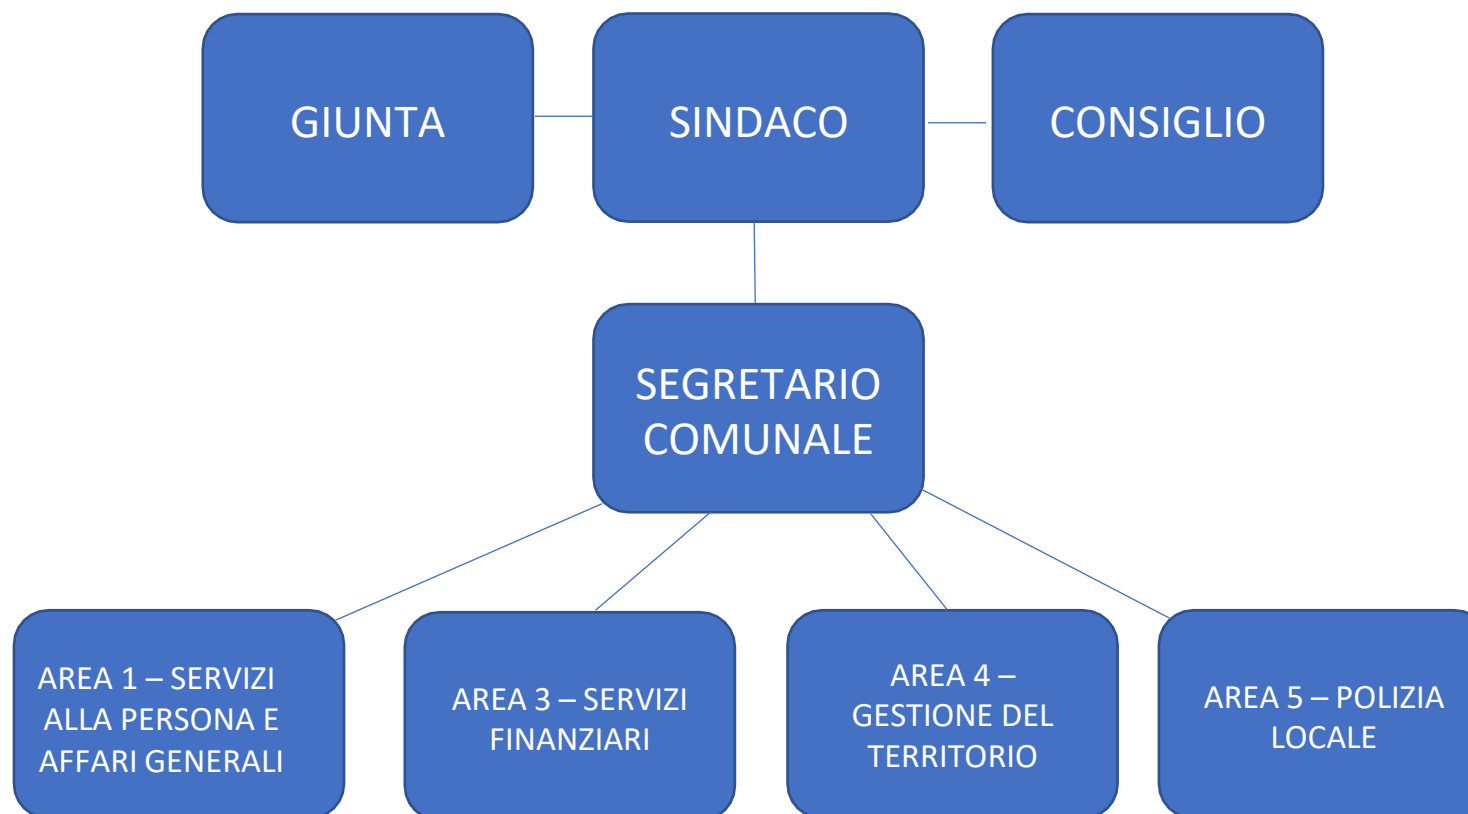 GIUNTA
SINDACO
CONSIGLIO
SEGRETARIO
COMUNALE
AREA 1 – SERVIZI
ALLA PERSONA E
AFFARI GENERALI
AREA 3 – SERVIZI
FINANZIARI
AREA 4 –
GESTIONE DEL
TERRITORIO
AREA 5 – POLIZIA
LOCALE